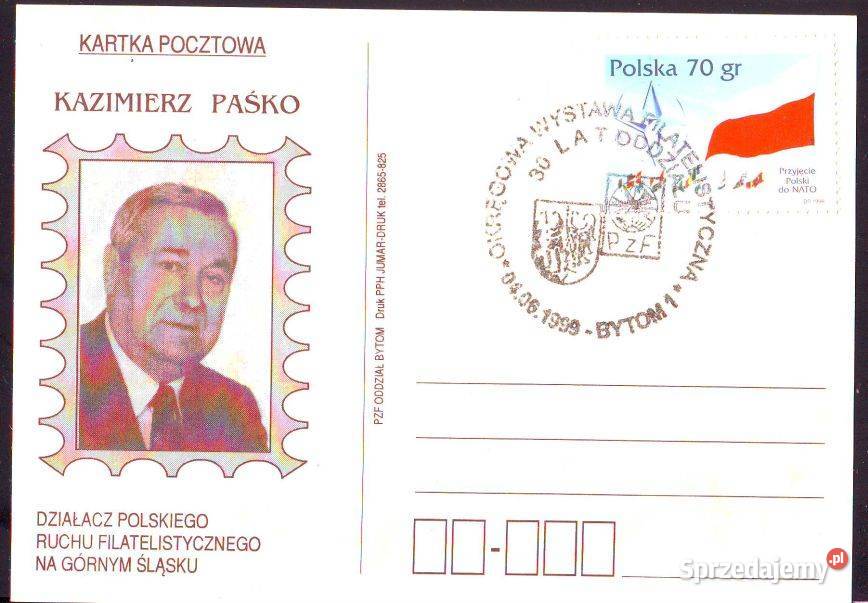 KARTKA POCZTOWA
KAZIMIERZ PAŚKO
DZIAŁACZ POLSKIEGO
RUCHU FILATELISTYCZNEGO
NA GÓRNYM ŚLĄSKU
PZF ODDZIAŁ BYTOM Druk PPH JUMAR-DRUK tel. 2865-825
Polska 70 gr
Przyjęcie
Polski
do NATO
* OKRĘGOWA WYSTAWA FILATELISTYCZNA *
30 LAT ODDZIAŁU
PZF
04.06.1999 - BYTOM 1
Sprzedajemy.pl